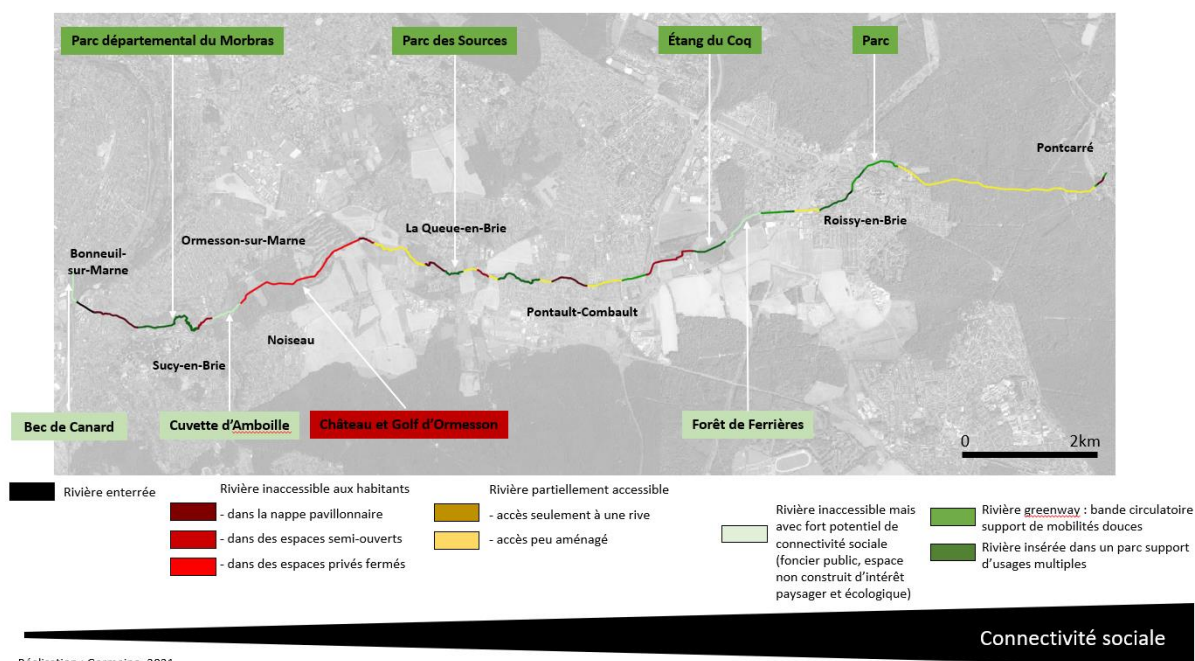 Parc départemental du Morbras
Parc des Sources
Étang du Coq
Parc
Pontcarré
La Queue-en-Brie
Ormesson-sur-Marne
Roissy-en-Brie
Bonneuil-
sur-Marne
Pontault-Combault
Noiseau
Sucy-en-Brie
Bec de Canard
Cuvette d'Amboille
Château et Golf d'Ormesson
Forêt de Ferrières
0 2km
Rivière enterrée
Rivière inaccessible aux habitants
- dans la nappe pavillonnaire
- dans des espaces semi-ouverts
- dans des espaces privés fermés
Rivière partiellement accessible
- accès seulement à une rive
- accès peu aménagé
Rivière inaccessible mais
avec fort potentiel de
connectivité sociale
(foncier public, espace
non construit d'intérêt
paysager et écologique)
Rivière greenway : bande circulatoire
support de mobilités douces
Rivière insérée dans un parc support
d'usages multiples
Connectivité sociale